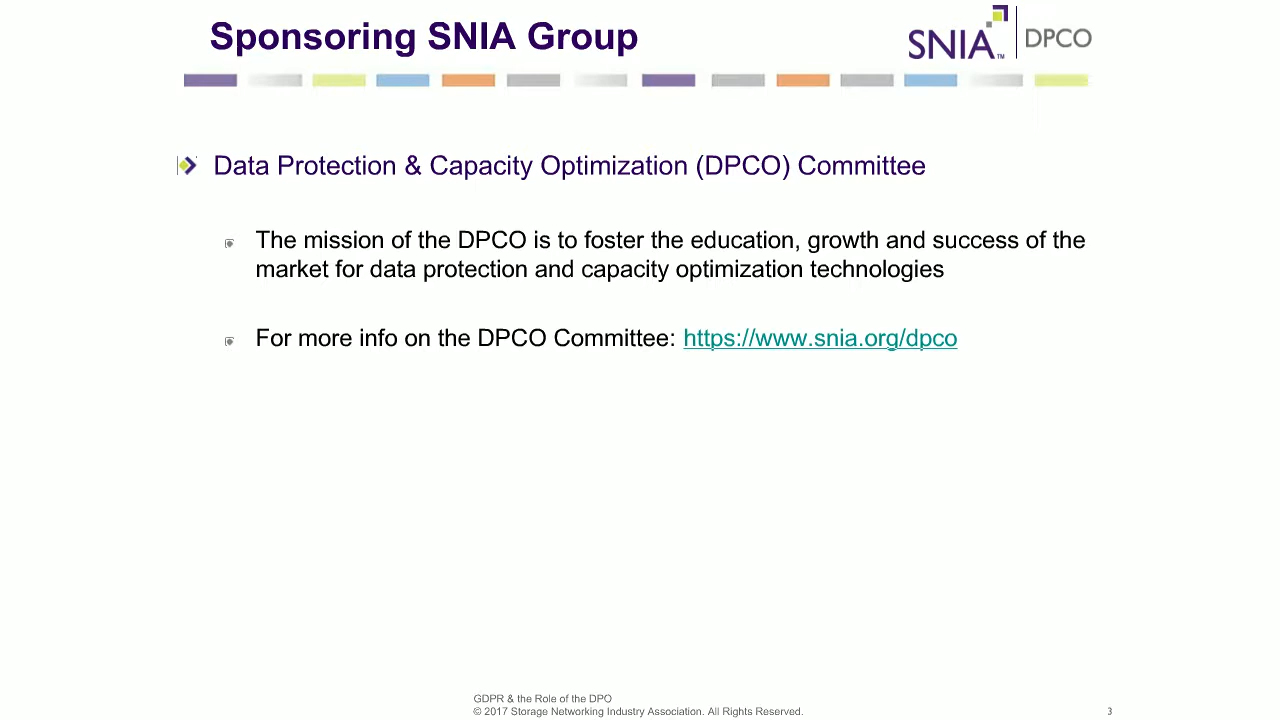 Sponsoring SNIA Group
SNIA™ DPCO
Data Protection & Capacity Optimization (DPCO) Committee
The mission of the DPCO is to foster the education, growth and success of the
market for data protection and capacity optimization technologies
For more info on the DPCO Committee: https://www.snia.org/dpco
GDPR & the Role of the DPO
© 2017 Storage Networking Industry Association. All Rights Reserved.
3